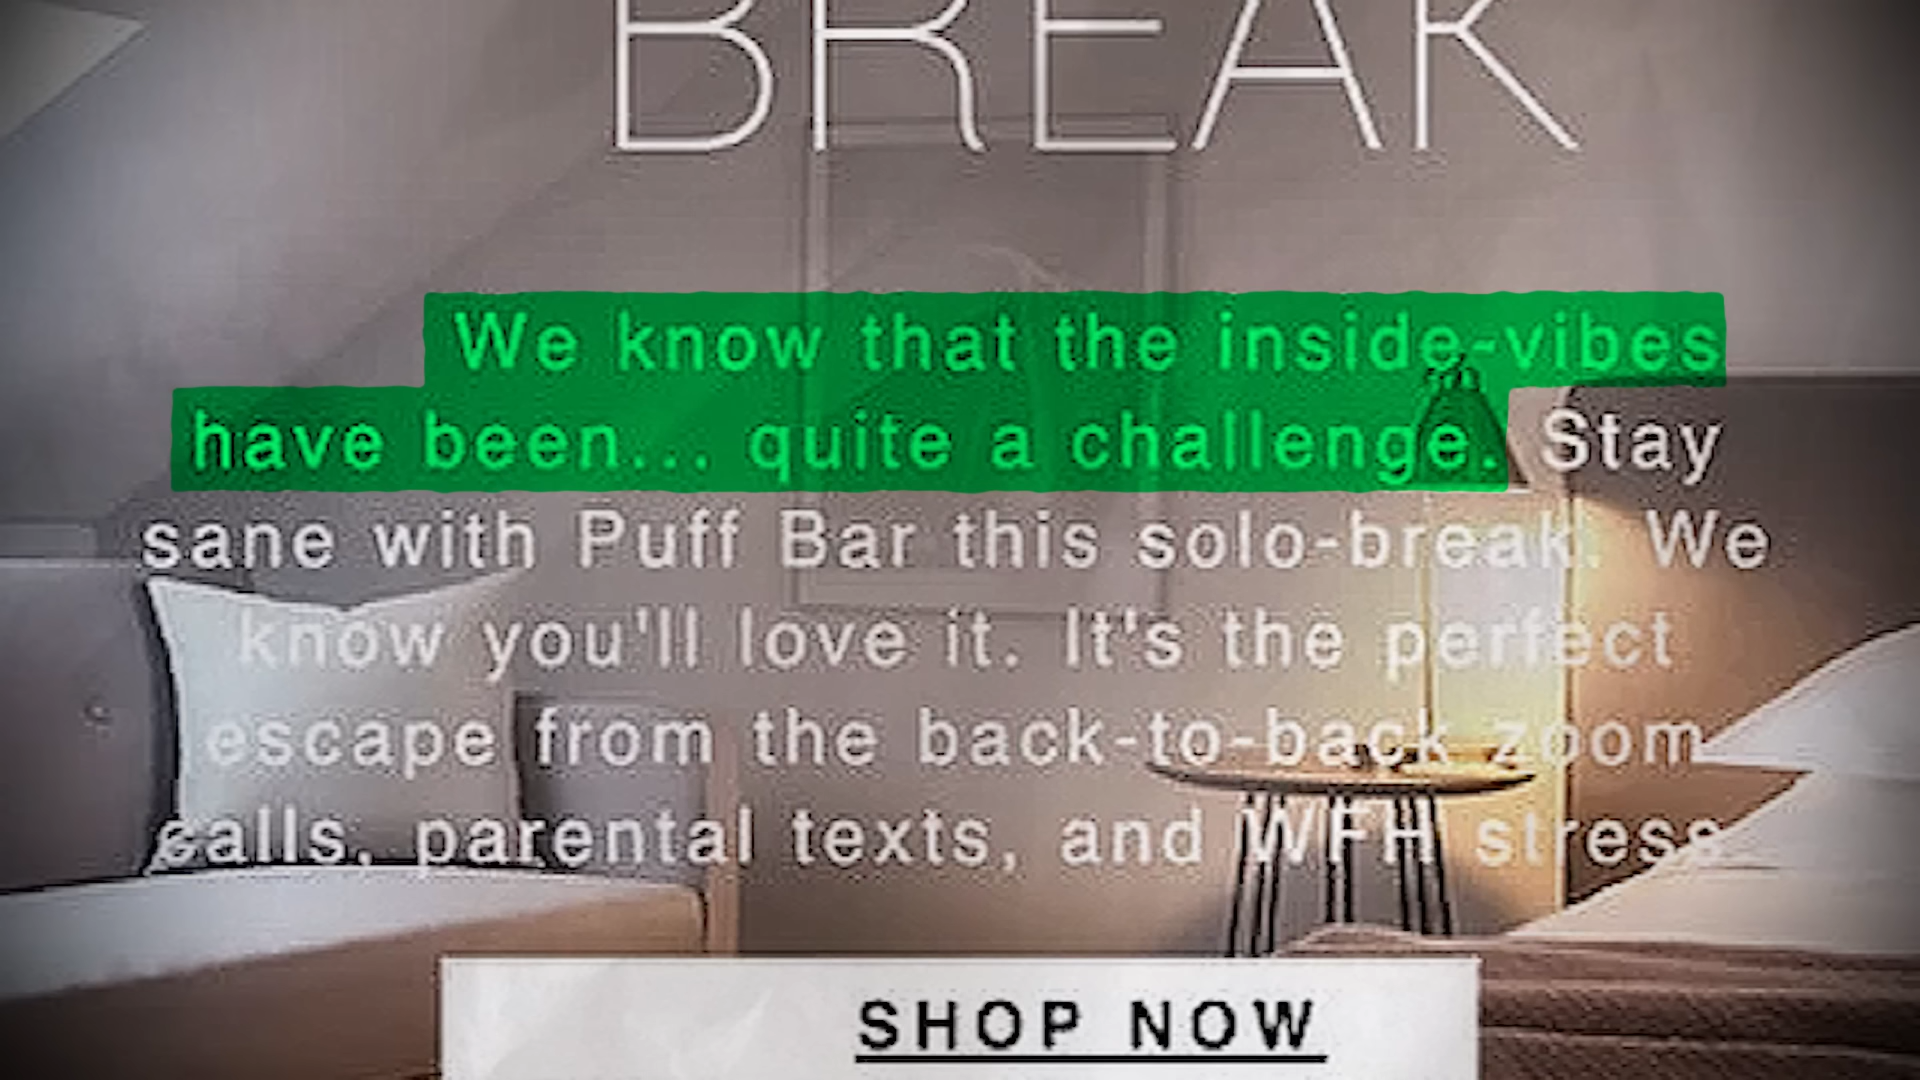 BREAK
We know that the inside-vibes
have been... quite a challenge. Stay
sane with Puff Bar this solo-break. We
know you'll love it. It's the perfect
escape from the back-to-back zoom
calls, parental texts, and WFH stress
SHOP NOW